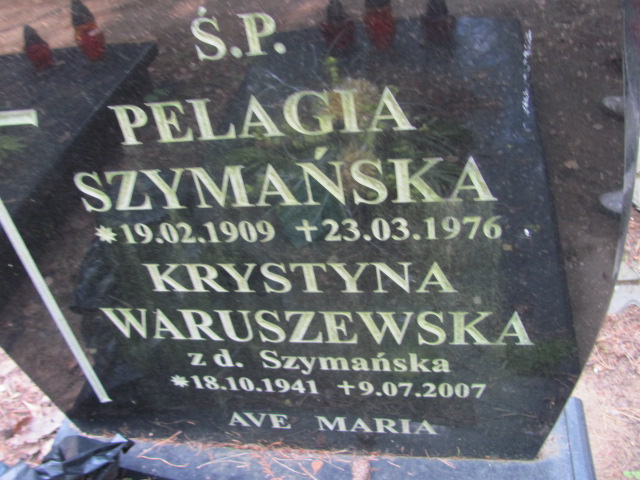 Ś.P.
PELAGIA
SZYMAŃSKA
*19.02.1909 +23.03.1976
KRYSTYNA
WARUSZEWSKA
z d. Szymańska
*18.10.1941 +9.07.2007
AVE MARIA